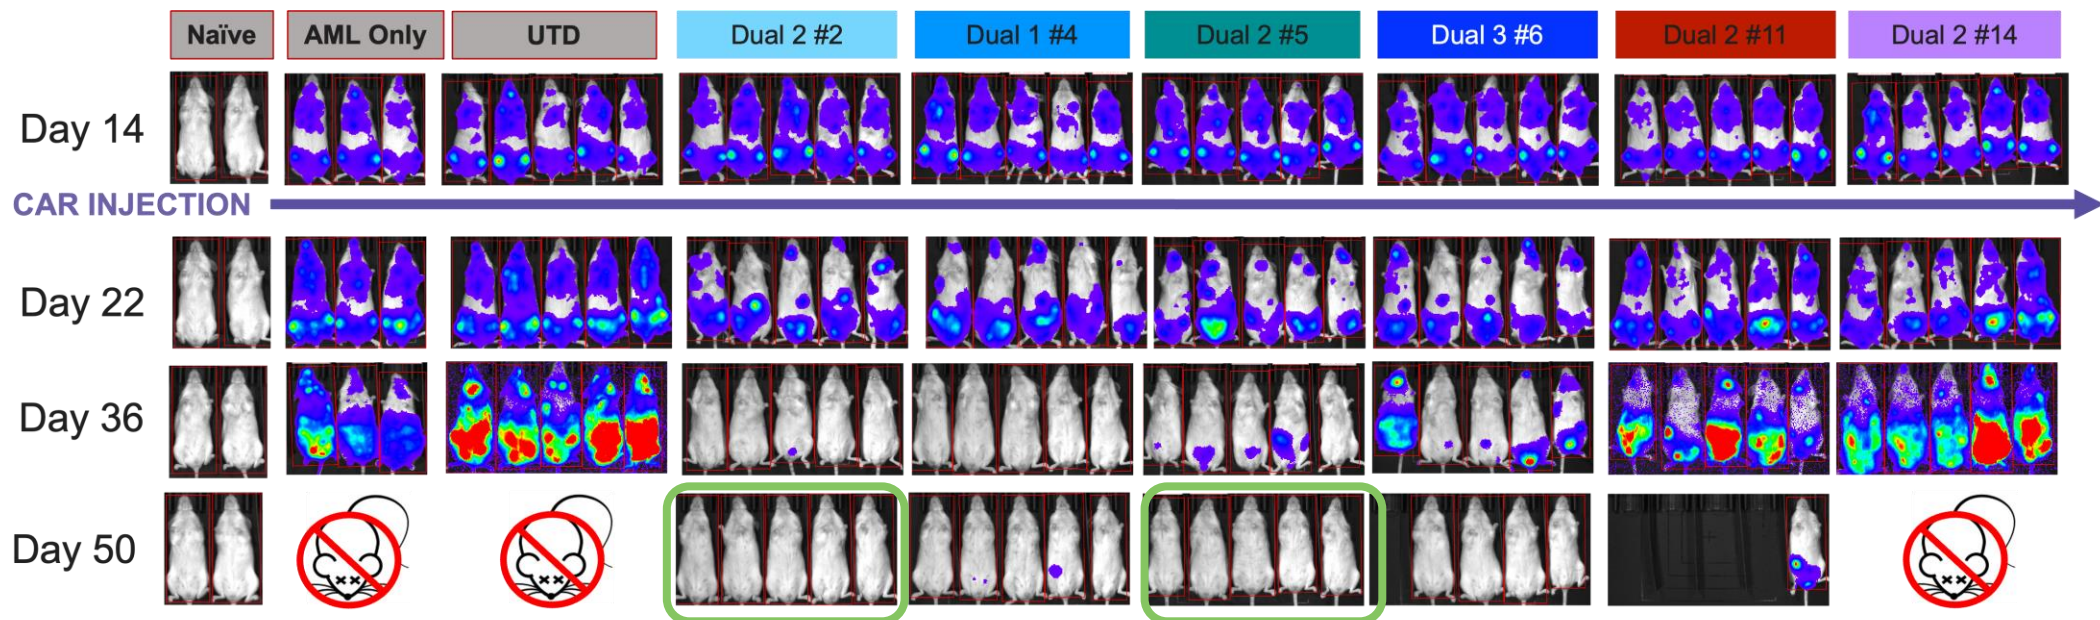 Naïve AML Only UTD Dual 2 #2 Dual 1 #4 Dual 2 #5 Dual 3 #6 Dual 2 #11 Dual 2 #14
Day 14
CAR INJECTION
Day 22
Day 36
Day 50